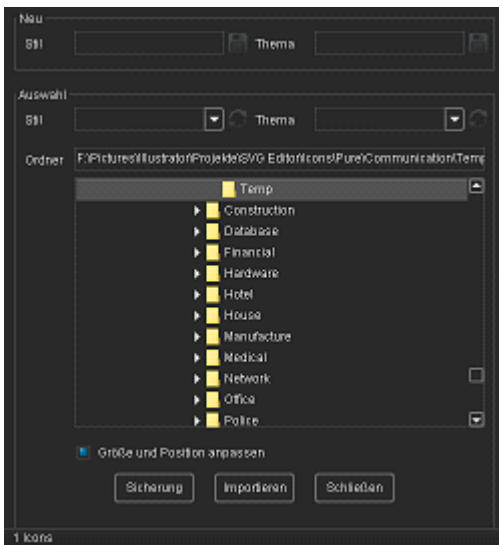 Neu
Stil Thema
Auswahl
Stil Thema
Ordner F:\Pictures\Illustrator\Projekte\SVG Editor\Icons\Pure\Communication\Temp
Temp
Construction
Database
Financial
Hardware
Hotel
House
Manufacture
Medical
Network
Office
Police
Größe und Position anpassen
Sicherung Importieren Schließen
1 Icons